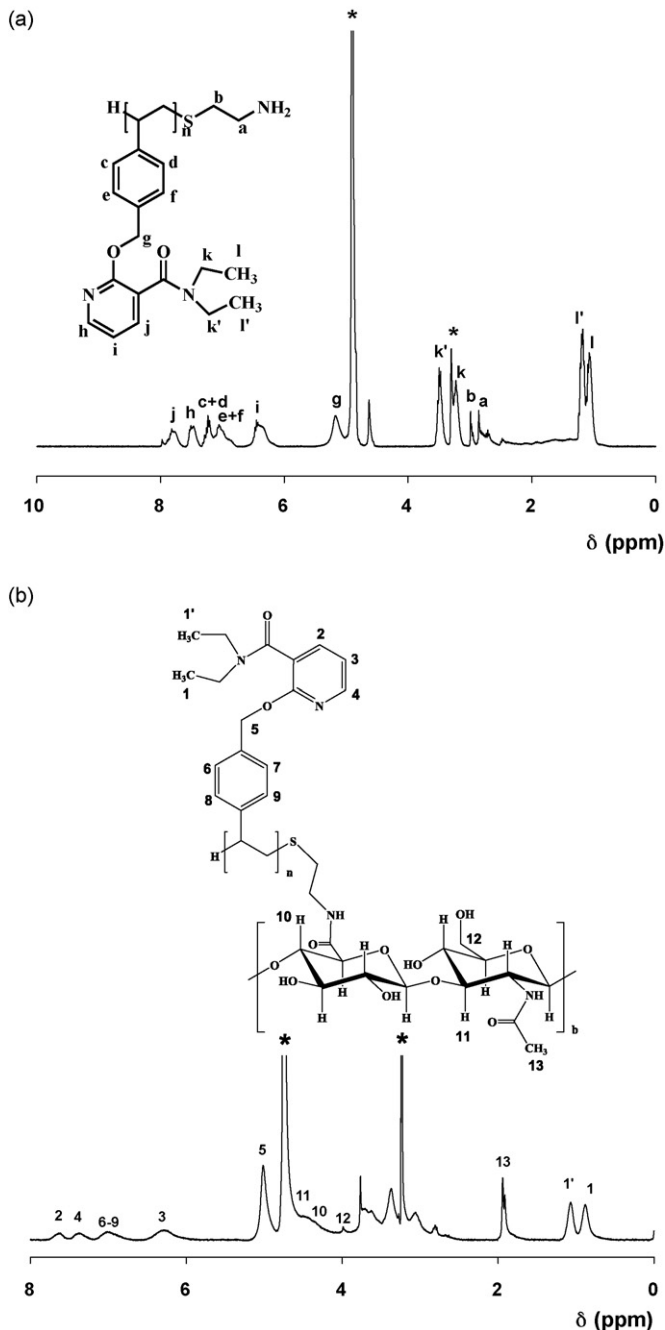 (a)
*
H
[
]
n
S
b
a
NH₂
c
d
e
f
g
O
O
k
l
CH₃
N
N
CH₃
k'
l'
h
j
i
j
h
c+d
e+f
i
g
k'
*
k
b
a
l'
l
10
8
6
4
2
0
δ (ppm)
(b)
1'
O
2
H₃C
3
N
H₃C
4
1
O
N
5
6
7
8
9
H
[
]
n
S
10
H
NH
OH
O
12
O
H
O
H
O
HO
H
O
HO
OH
H
O
NH
H
H
H
11
O
b
CH₃
13
*
*
5
13
11
1'
1
2
4
6-9
3
10
12
8
6
4
2
0
δ (ppm)